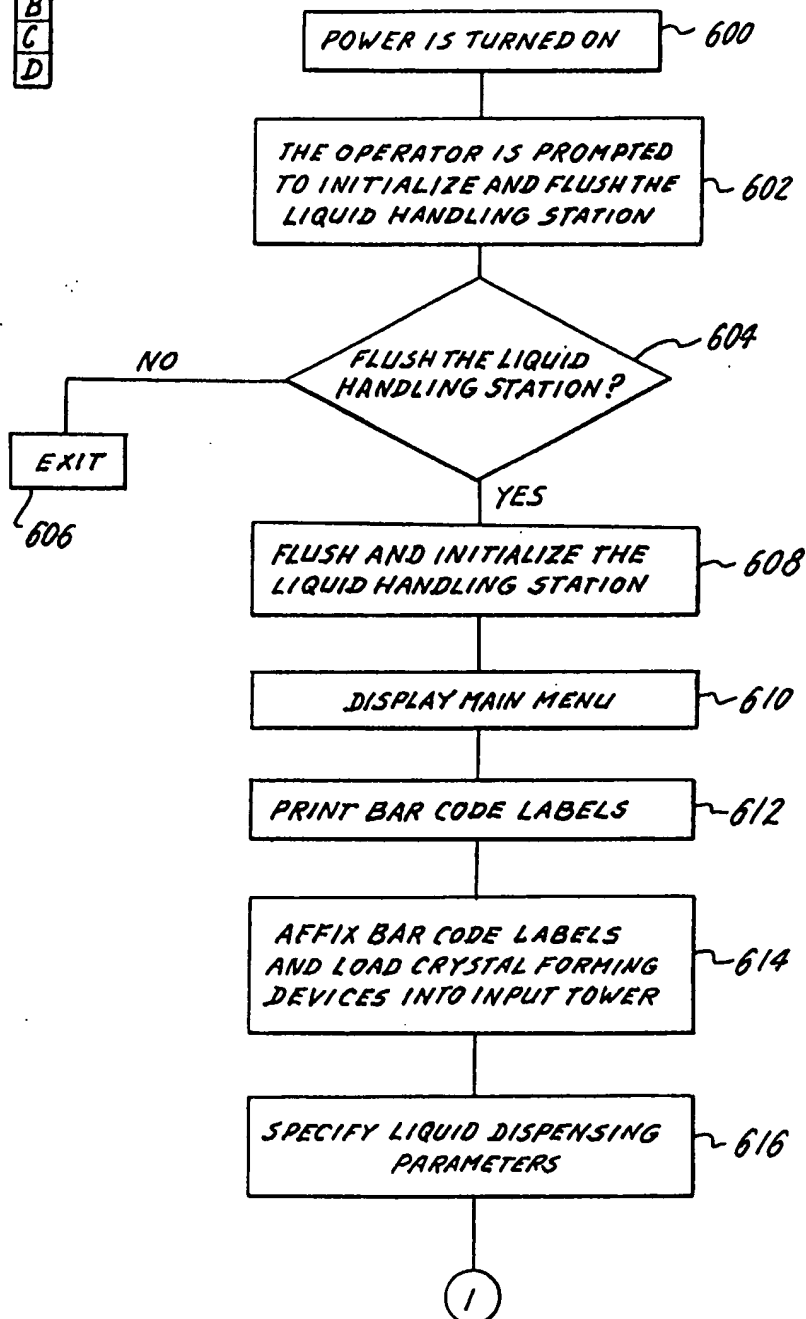 B
C
D
POWER IS TURNED ON
600
THE OPERATOR IS PROMPTED
TO INITIALIZE AND FLUSH THE
LIQUID HANDLING STATION
602
FLUSH THE LIQUID
HANDLING STATION?
604
NO
EXIT
606
YES
FLUSH AND INITIALIZE THE
LIQUID HANDLING STATION
608
DISPLAY MAIN MENU
610
PRINT BAR CODE LABELS
612
AFFIX BAR CODE LABELS
AND LOAD CRYSTAL FORMING
DEVICES INTO INPUT TOWER
614
SPECIFY LIQUID DISPENSING
PARAMETERS
616
1